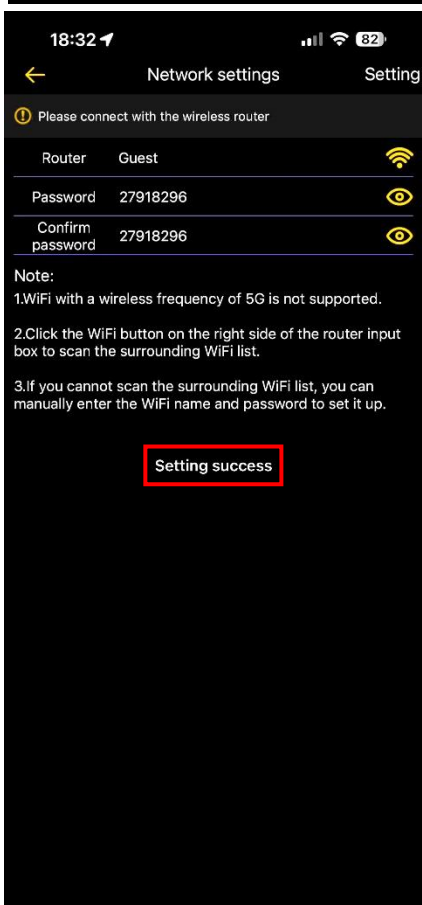 18:32 82
Network settings Setting
Please connect with the wireless router
Router Guest
Password 27918296
Confirm password 27918296
Note:
1.WiFi with a wireless frequency of 5G is not supported.
2.Click the WiFi button on the right side of the router input
box to scan the surrounding WiFi list.
3.If you cannot scan the surrounding WiFi list, you can
manually enter the WiFi name and password to set it up.
Setting success